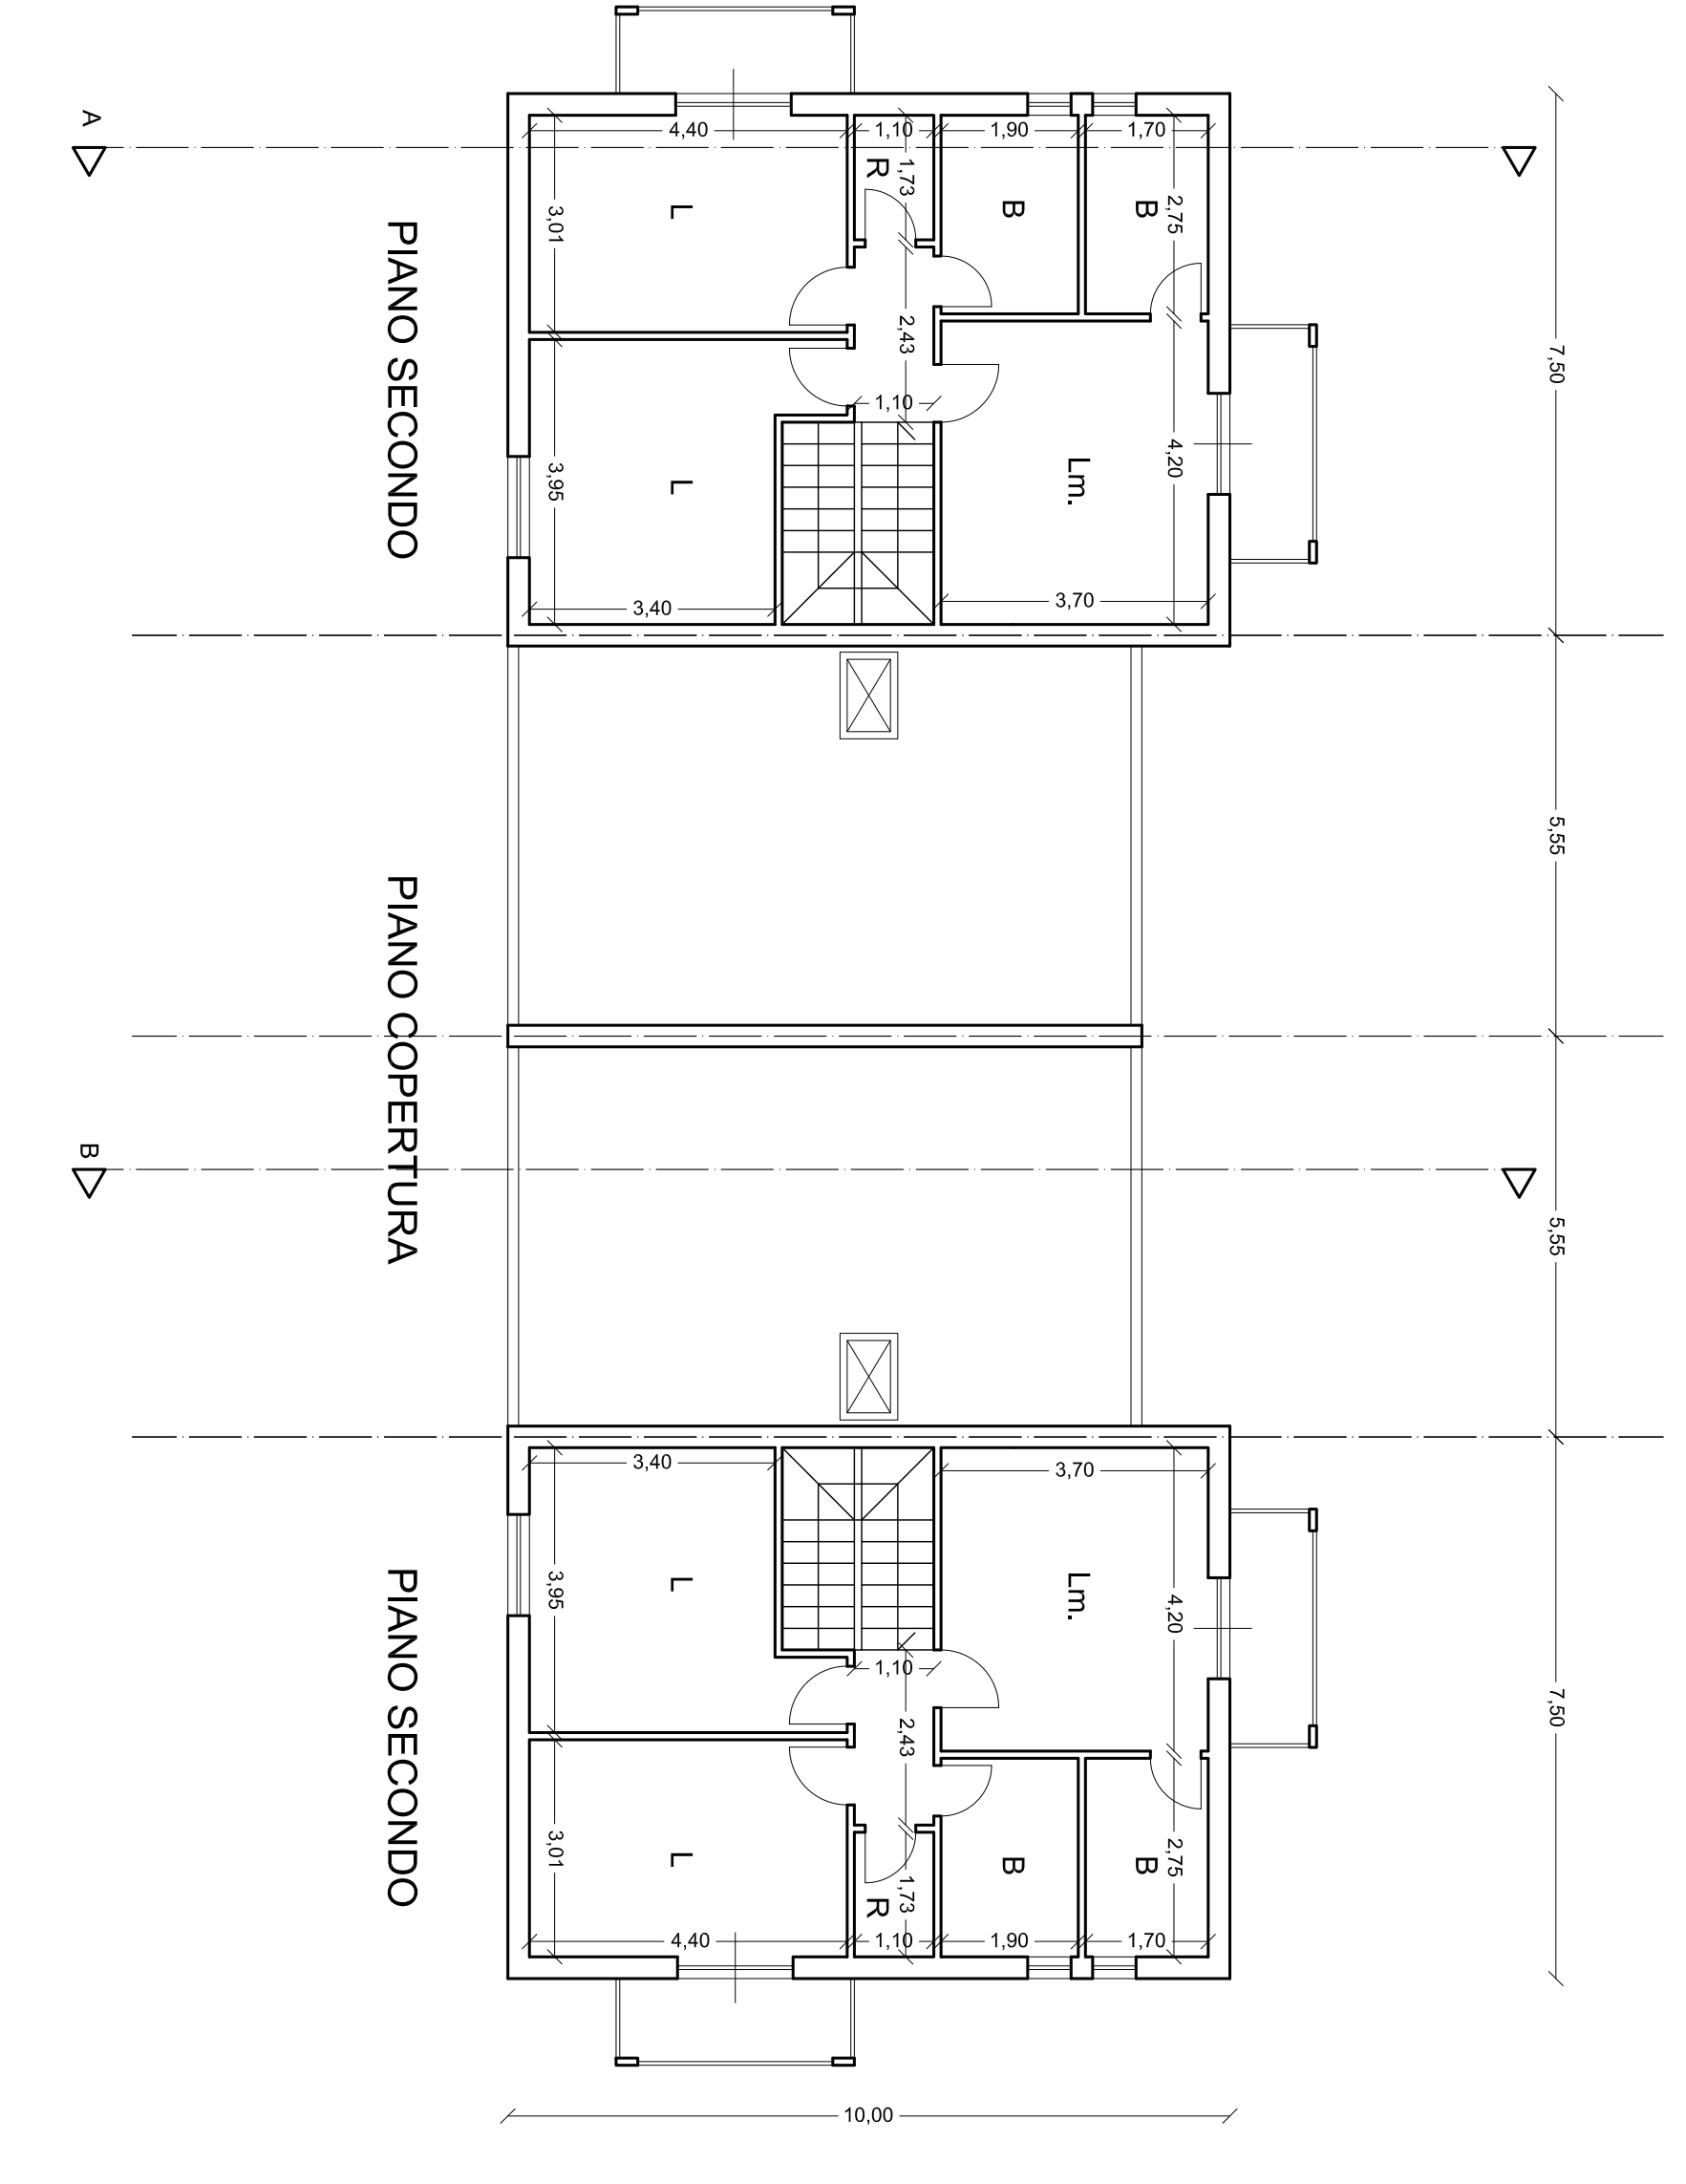 A
4,40
1,10
1,90
1,70
R
1,73
L
3,01
B
B
2,75
PIANO SECONDO
2,43
7,50
1,10
L
3,95
Lm.
4,20
3,40
3,70
5,55
PIANO COPERTURA
B
5,55
3,40
3,70
L
3,95
Lm.
4,20
1,10
PIANO SECONDO
2,43
7,50
L
3,01
R
1,73
B
B
2,75
4,40
1,10
1,90
1,70
10,00